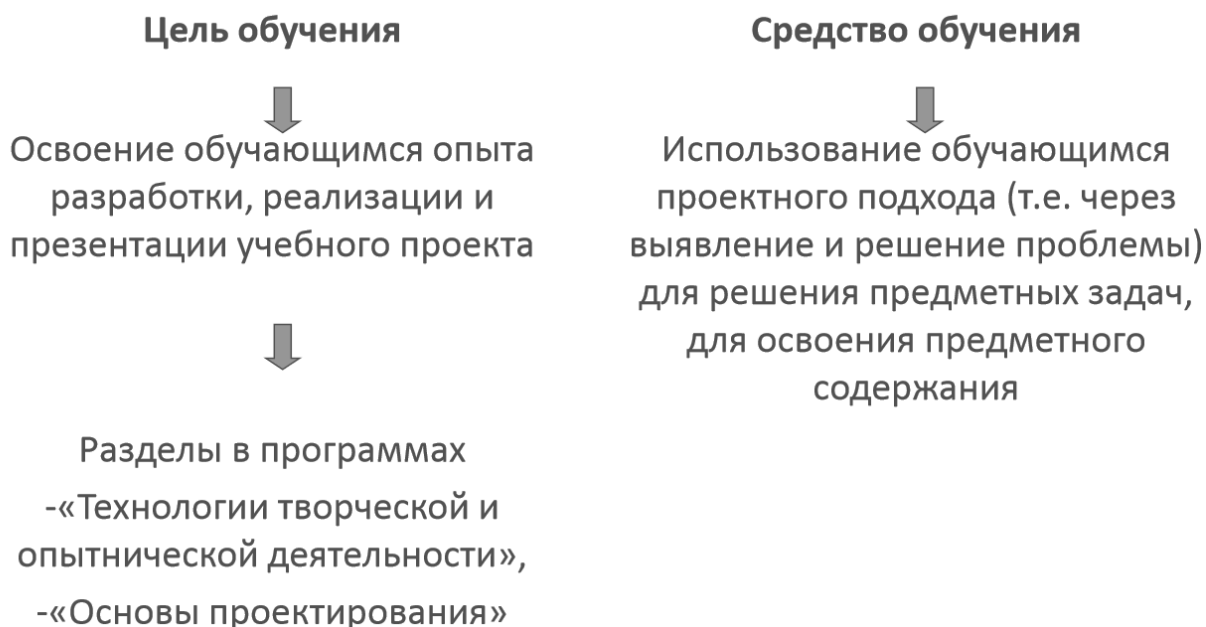 Цель обучения
Освоение обучающимся опыта
разработки, реализации и
презентации учебного проекта
Разделы в программах
-«Технологии творческой и
опытнической деятельности»,
-«Основы проектирования»
Средство обучения
Использование обучающимся
проектного подхода (т.е. через
выявление и решение проблемы)
для решения предметных задач,
для освоения предметного
содержания